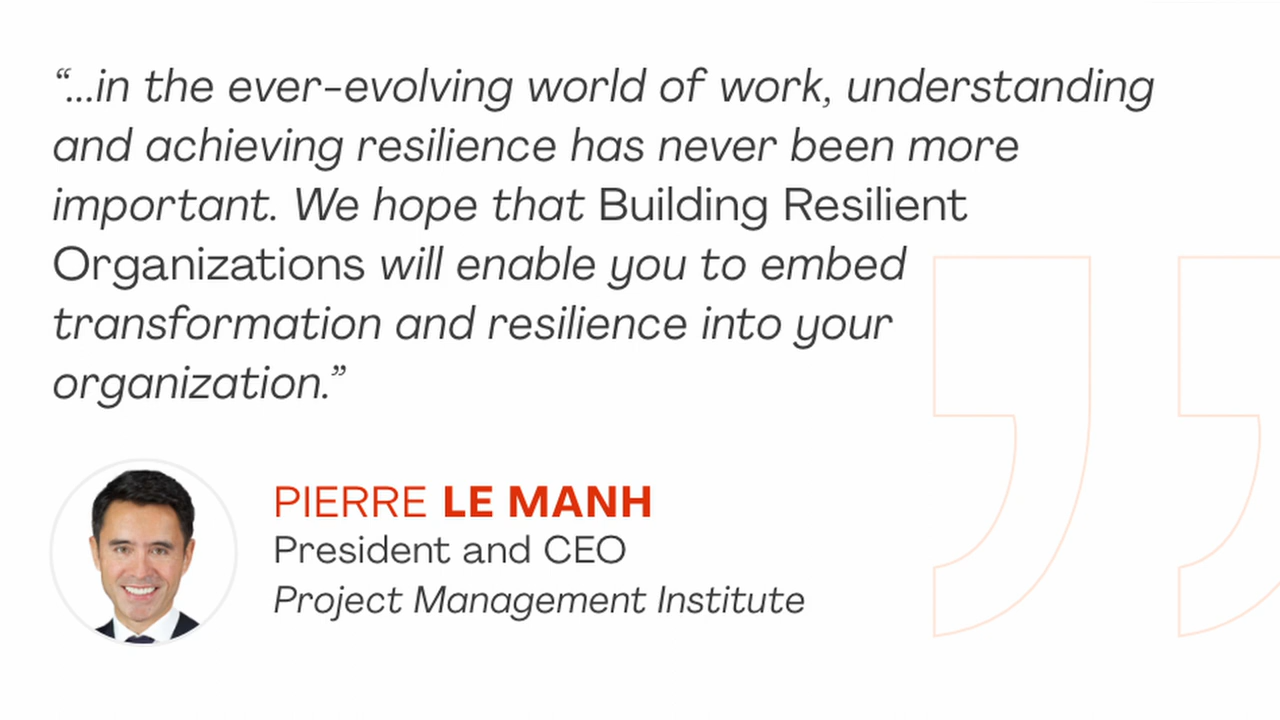 “...in the ever-evolving world of work, understanding
and achieving resilience has never been more
important. We hope that Building Resilient
Organizations will enable you to embed
transformation and resilience into your
organization.”
PIERRE LE MANH
President and CEO
Project Management Institute